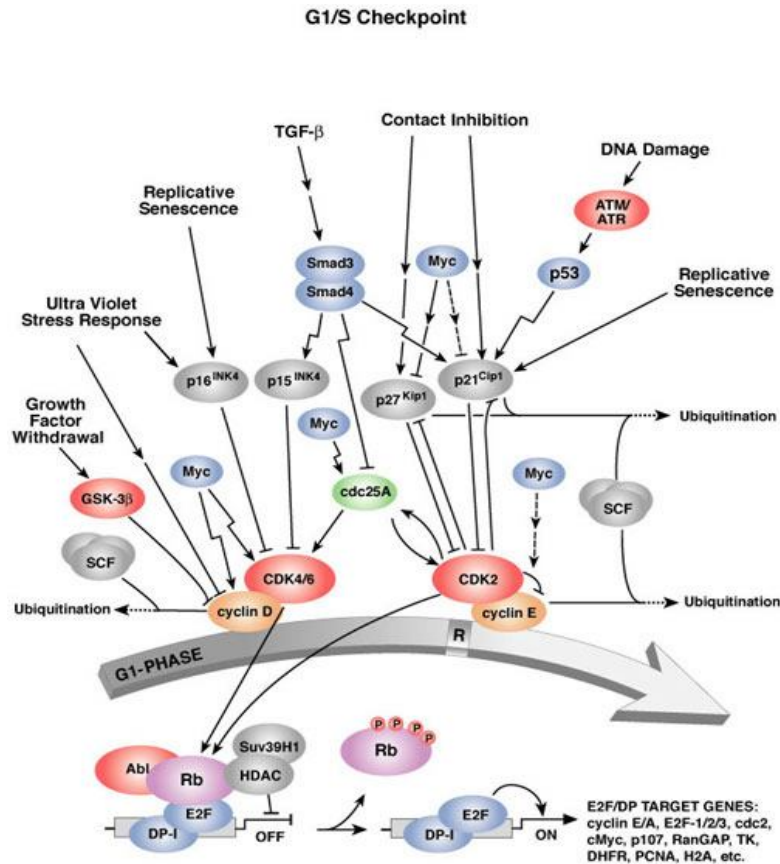 G1/S Checkpoint
TGF-β
Contact Inhibition
DNA Damage
Replicative
Senescence
ATM/
ATR
Smad3
Smad4
Myc
p53
Replicative
Senescence
Ultra Violet
Stress Response
p16INK4
p15INK4
p27Kip1
p21Cip1
Growth
Factor
Withdrawal
Ubiquitination
Myc
Myc
Myc
GSK-3β
cdc25A
SCF
SCF
CDK4/6
CDK2
cyclin D
cyclin E
Ubiquitination
Ubiquitination
R
G1-PHASE
P P P P
Rb
Suv39H1
Abl
Rb
HDAC
E2F
DP-I
OFF
E2F
DP-I
ON
E2F/DP TARGET GENES:
cyclin E/A, E2F-1/2/3, cdc2,
cMyc, p107, RanGAP, TK,
DHFR, PCNA, H2A, etc.